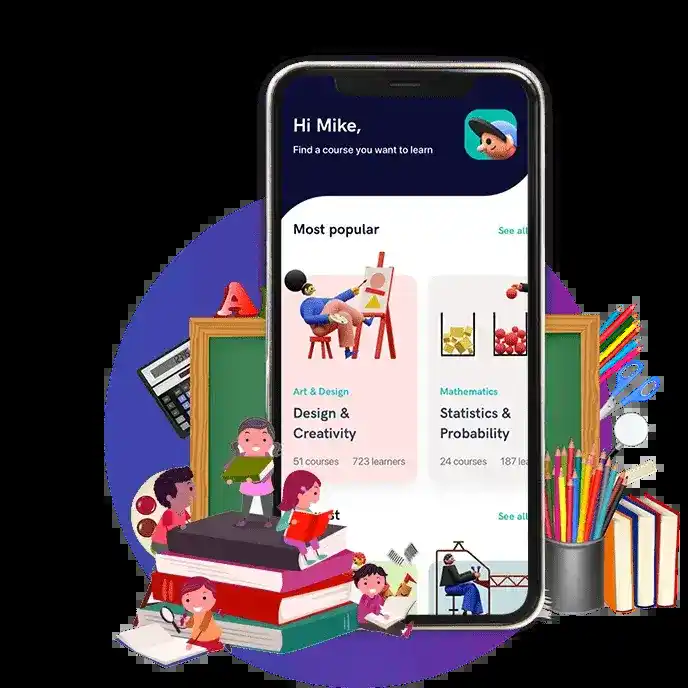 Hi Mike,
Find a course you want to learn
Most popular
See all
Art & Design
Design &
Creativity
51 courses
723 learners
Mathematics
Statistics &
Probability
24 courses
187 le
st
See all
A